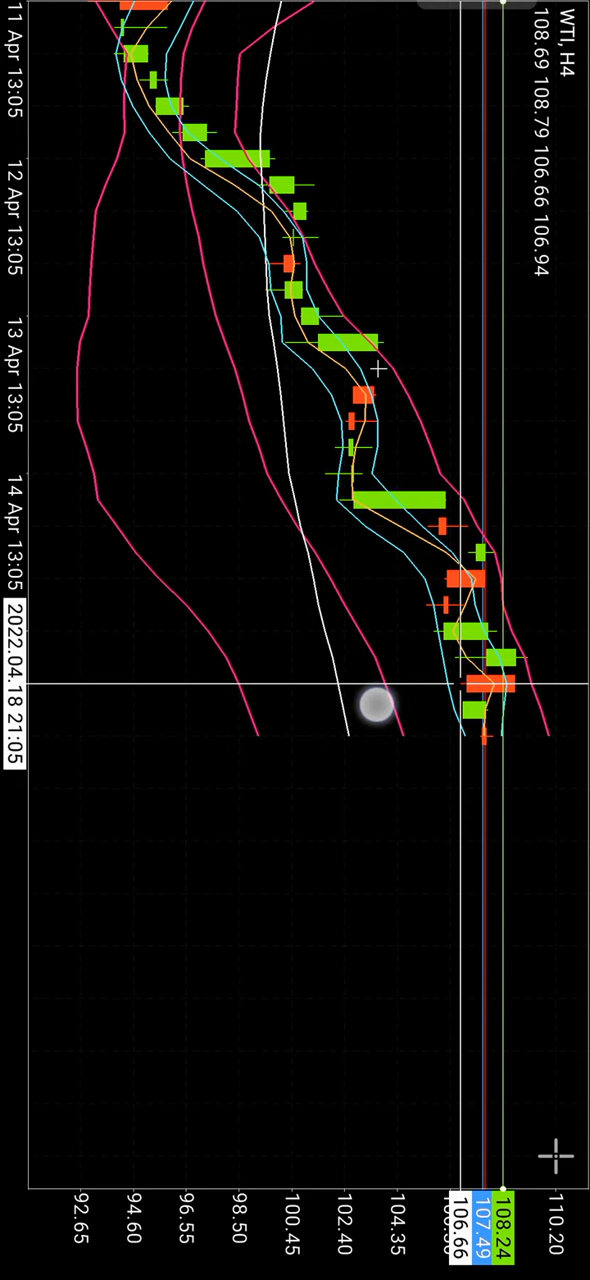 WTI, H4
108.69 108.79 106.66 106.94
110.20
108.24
107.49
106.66
104.35
102.40
100.45
98.50
96.55
94.60
92.65
11 Apr 13:05
12 Apr 13:05
13 Apr 13:05
14 Apr 13:05
2022.04.18 21:05